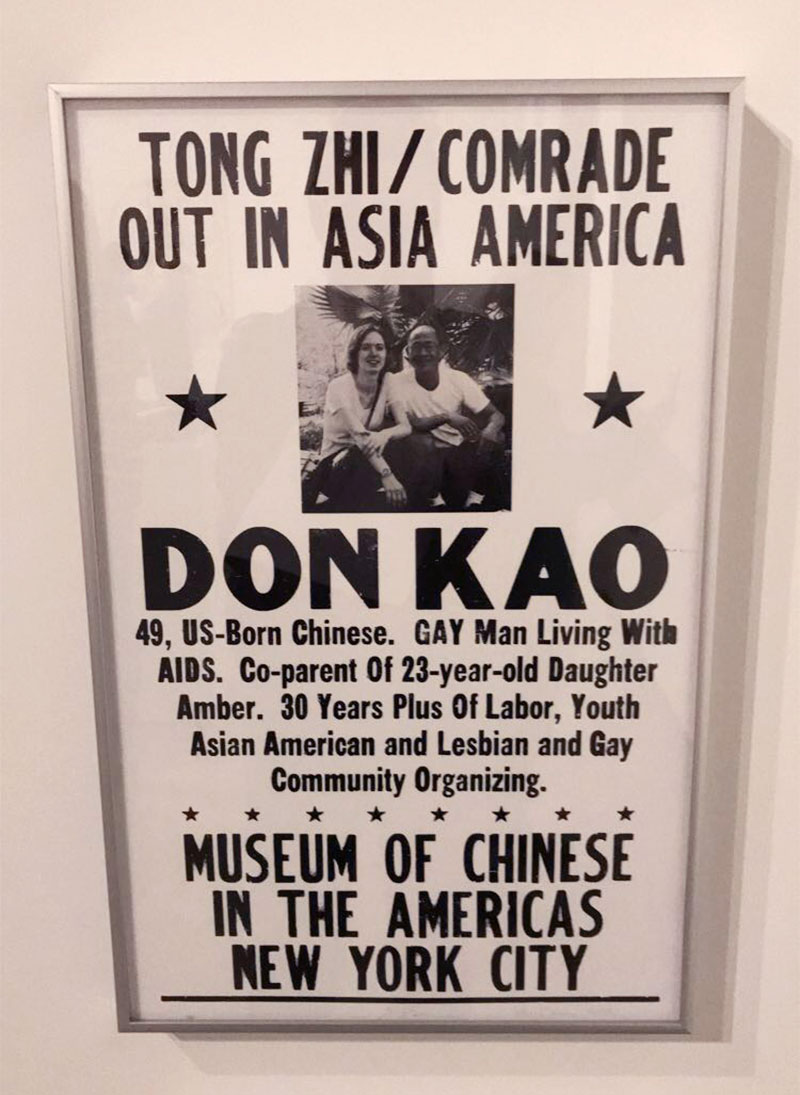 TONG ZHI/COMRADE
OUT IN ASIA AMERICA
DON KAO
49, US-Born Chinese. GAY Man Living With
AIDS. Co-parent Of 23-year-old Daughter
Amber. 30 Years Plus Of Labor, Youth
Asian American and Lesbian and Gay
Community Organizing.
MUSEUM OF CHINESE
IN THE AMERICAS
NEW YORK CITY